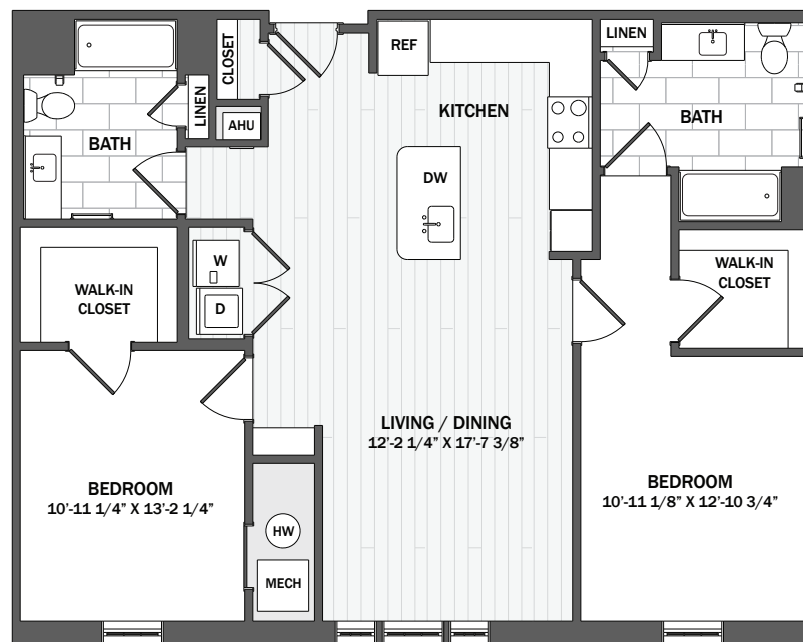 REF
LINEN
CLOSET
KITCHEN
LINEN
AHU
BATH
BATH
DW
W
D
WALK-IN
CLOSET
WALK-IN
CLOSET
LIVING / DINING
12'-2 1/4” X 17'-7 3/8”
BEDROOM
10'-11 1/4” X 13'-2 1/4”
BEDROOM
10'-11 1/8” X 12'-10 3/4”
HW
MECH